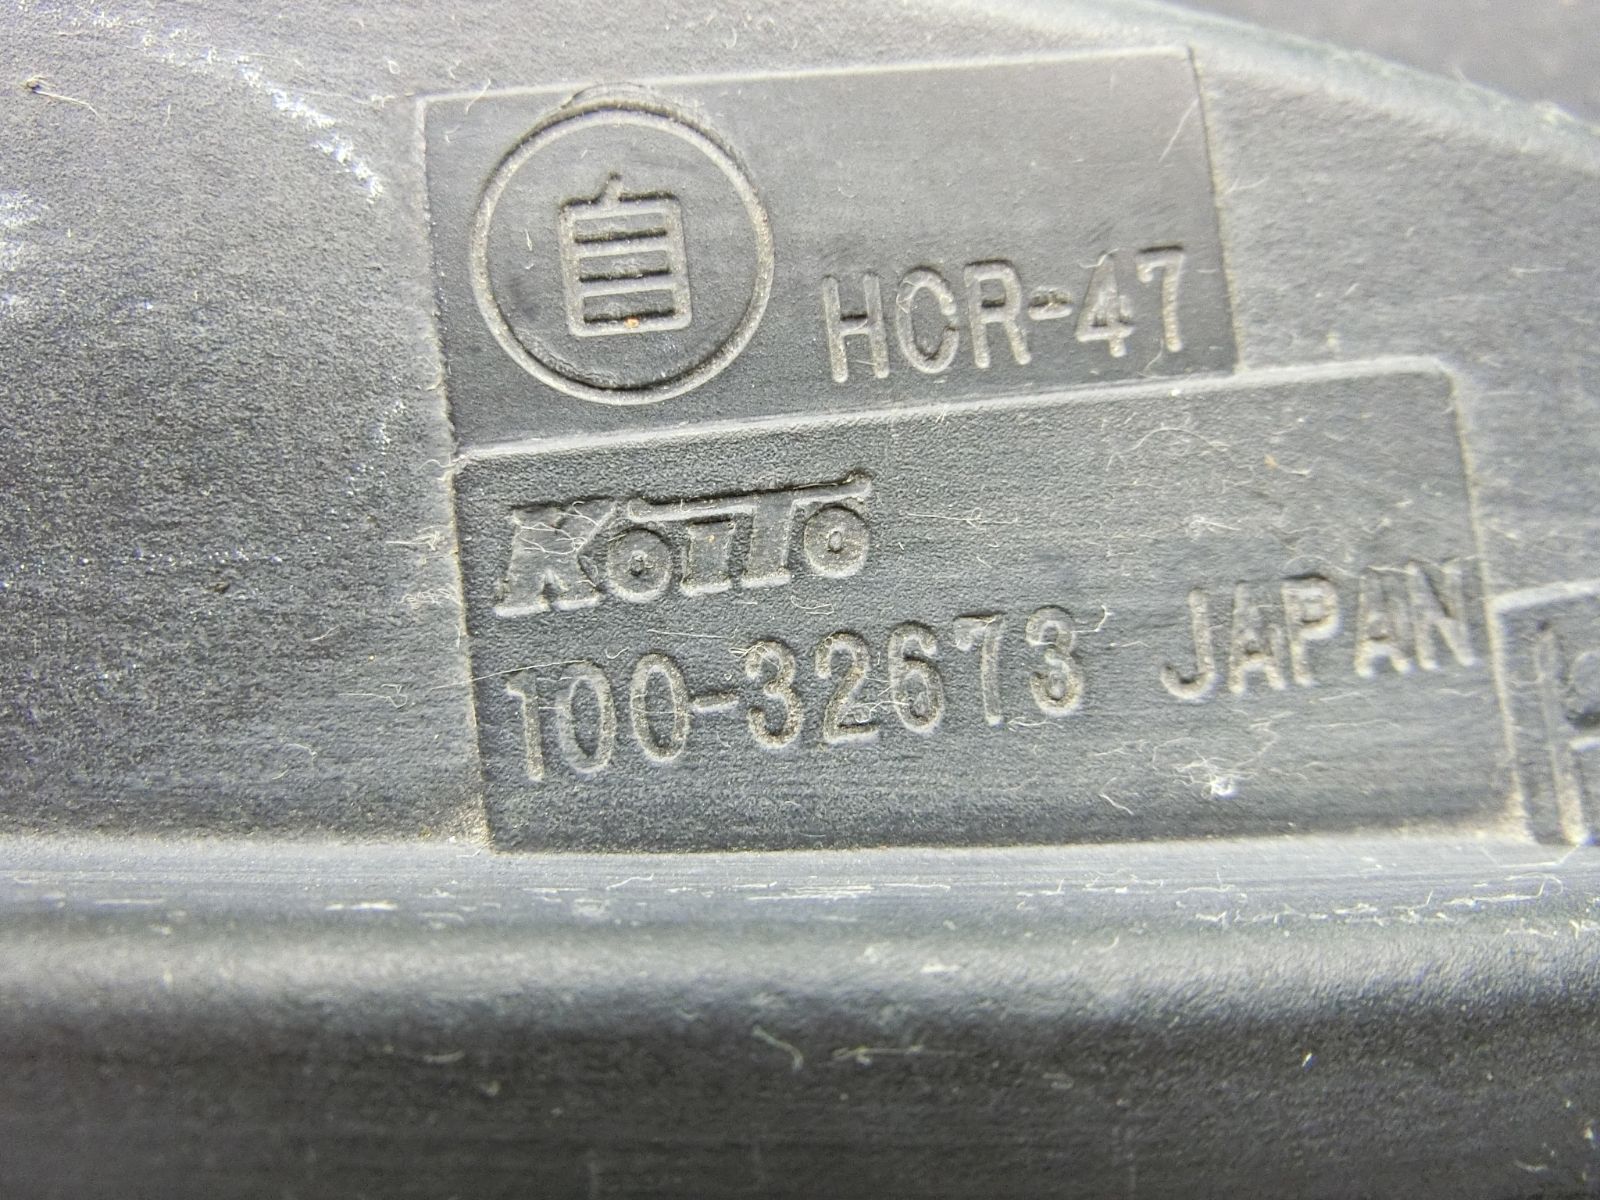 自 HCR-47
KOITO
100-32673 JAPAN